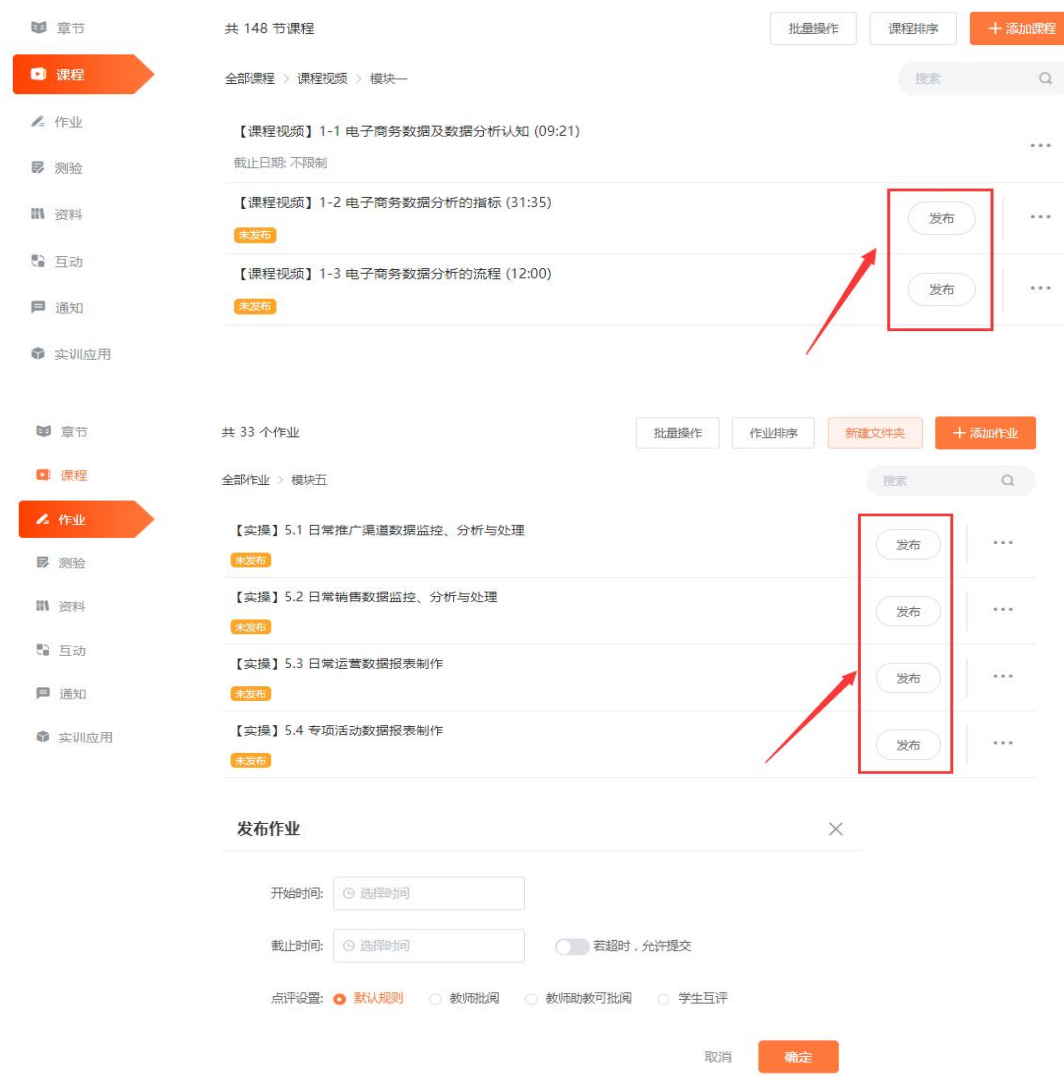 章节
共 148 节课程
批量操作
课程排序
+ 添加课程
课程
全部课程 > 课程视频 > 模块一
搜索
作业
【课程视频】1-1 电子商务数据及数据分析认知 (09:21)
截止日期: 不限制
测验
资料
【课程视频】1-2 电子商务数据分析的指标 (31:35)
未发布
发布
互动
【课程视频】1-3 电子商务数据分析的流程 (12:00)
未发布
发布
通知
实训应用
章节
共 33 个作业
批量操作
作业排序
新建文件夹
+ 添加作业
课程
全部作业 > 模块五
搜索
作业
【实操】5.1 日常推广渠道数据监控、分析与处理
未发布
发布
测验
【实操】5.2 日常销售数据监控、分析与处理
未发布
发布
资料
互动
【实操】5.3 日常运营数据报表制作
未发布
发布
通知
【实操】5.4 专项活动数据报表制作
未发布
发布
实训应用
发布作业
开始时间: 选择时间
截止时间: 选择时间 若超时，允许提交
点评设置: 默认规则 教师批阅 教师助教可批阅 学生互评
取消 确定